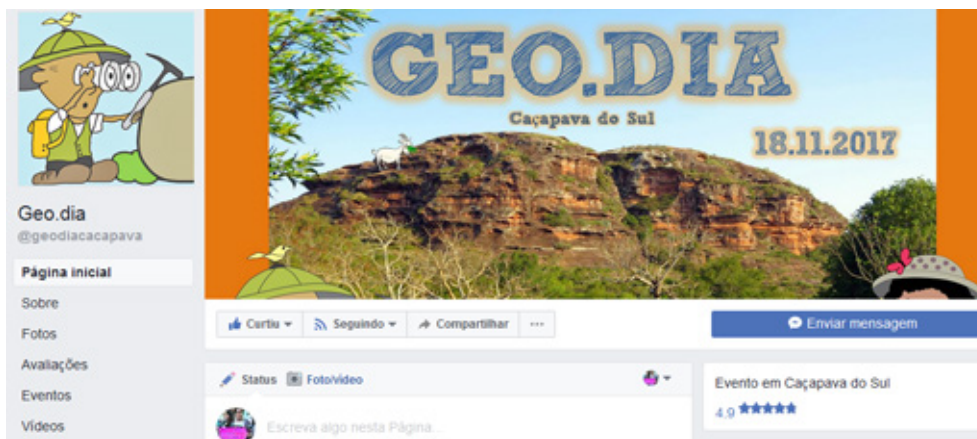 GEO.DIA
Caçapava do Sul
18.11.2017
Geo.dia
@geodiacacapava
Página inicial
Sobre
Fotos
Avaliações
Eventos
Vídeos
Curtiu
Seguindo
Compartilhar
Enviar mensagem
Status Foto/vídeo
Escreva algo nesta Página...
Evento em Caçapava do Sul
4,9